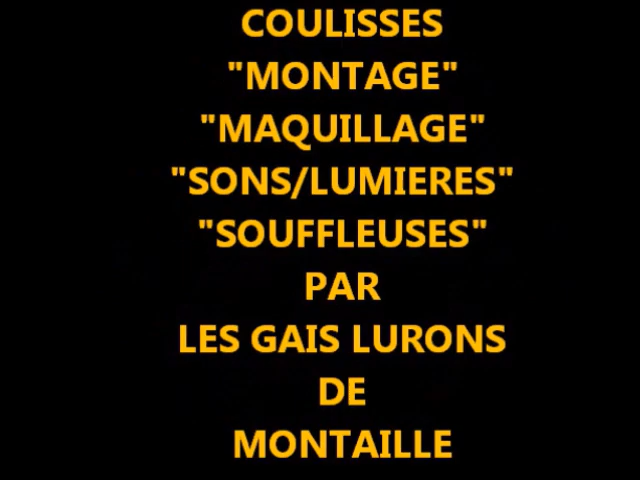 COULISSES
"MONTAGE"
"MAQUILLAGE"
"SONS/LUMIERES"
"SOUFFLEUSES"
PAR
LES GAIS LURONS
DE
MONTAILLE